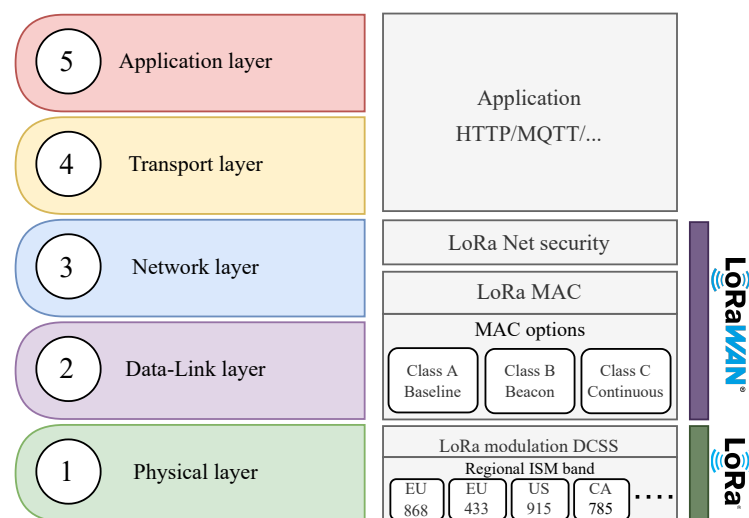 5
Application layer
4
Transport layer
3
Network layer
2
Data-Link layer
1
Physical layer
Application
HTTP/MQTT/...
LoRa Net security
LoRa MAC
MAC options
Class A
Baseline
Class B
Beacon
Class C
Continuous
LoRa modulation DCSS
Regional ISM band
EU
868
EU
433
US
915
CA
785
....
LoRaWAN®
LoRa®